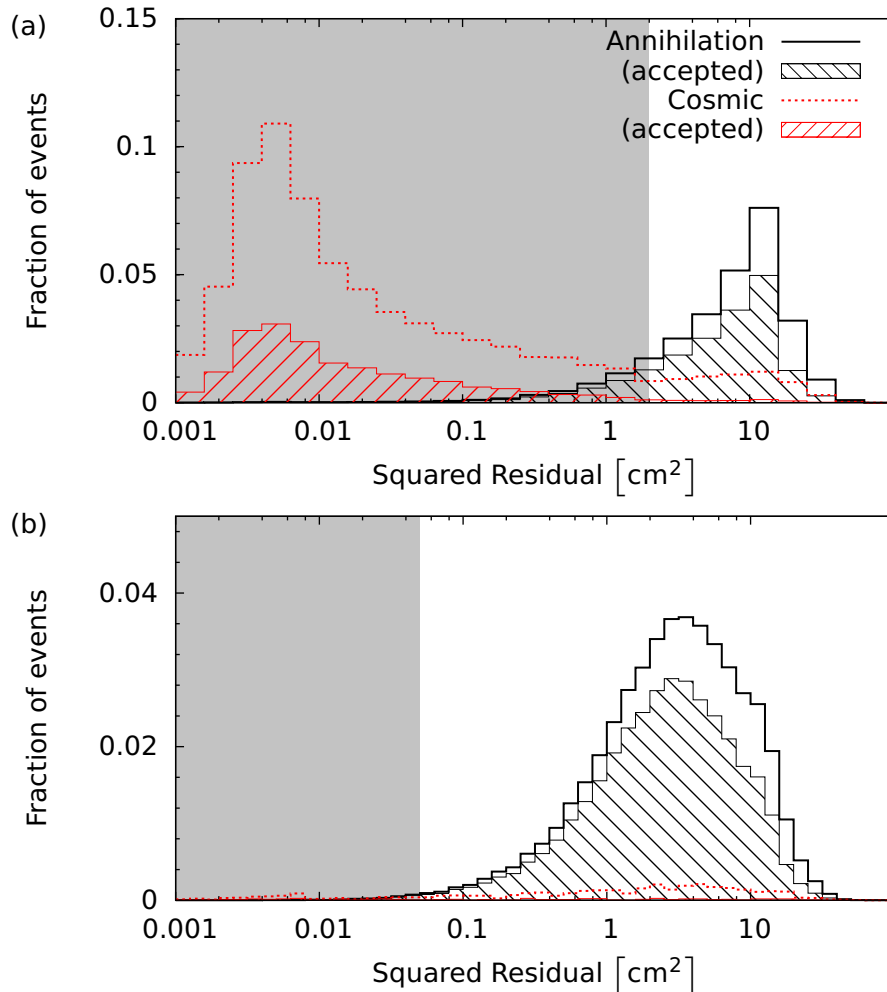 (a)
0.15
0.1
0.05
0
Fraction of events
Annihilation
(accepted)
Cosmic
(accepted)
0.001 0.01 0.1 1 10
Squared Residual [cm²]
(b)
0.04
0.02
0
Fraction of events
0.001 0.01 0.1 1 10
Squared Residual [cm²]